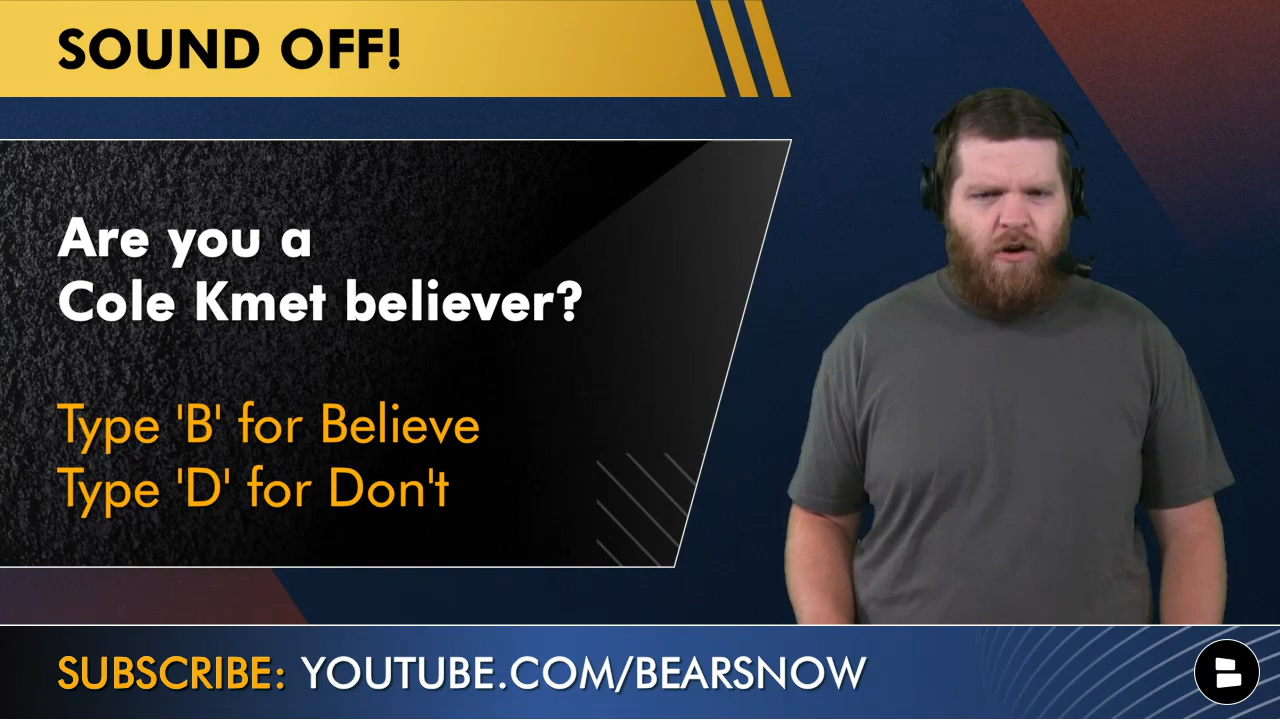 SOUND OFF!
Are you a
Cole Kmet believer?
Type 'B' for Believe
Type 'D' for Don't
SUBSCRIBE: YOUTUBE.COM/BEARSNOW